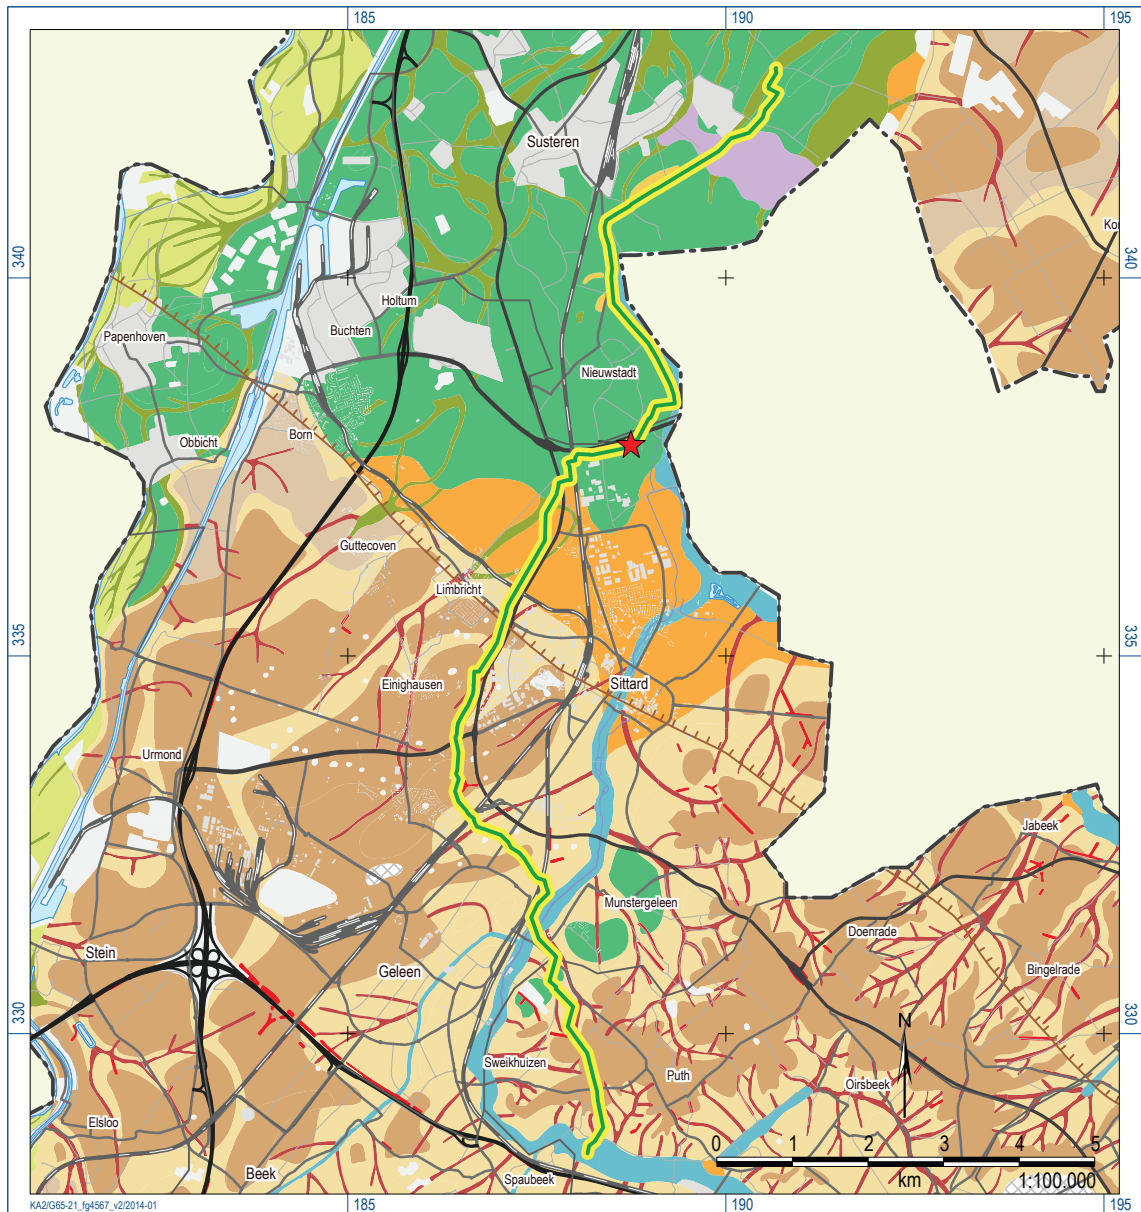 185
190
195
Susteren
340
Kon
340
Holtum
Buchten
Papenhoven
Nieuwstadt
Obbicht
Born
Guttecoven
Limbricht
335
335
Einighausen
Sittard
Urmond
Jabeek
Munstergeleen
Doenrade
Stein
Geleen
Bingelrade
330
330
N
Sweikhuizen
Puth
Oirsbeek
Elsloo
0 1 2 3 4 5
Beek
Spaubeek
km
1:100.000
KA2/G65-21_fg4567_v2/2014-01
185
190
195